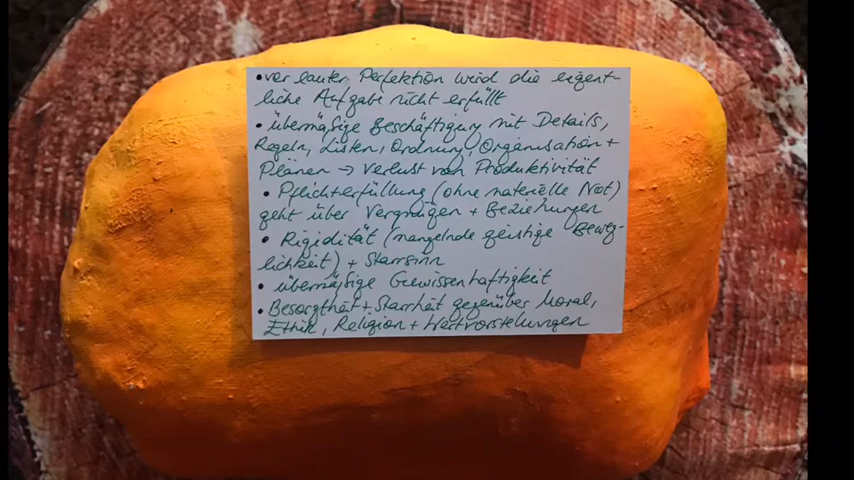 • vor lauter Perfektion wird die eigent-
liche Aufgabe nicht erfüllt
• übermäßige Beschäftigung mit Details,
Regeln, Listen, Ordnung, Organisation +
Plänen → Verlust von Produktivität
• Pflichterfüllung (ohne materielle Not)
geht über Vergnügen + Beziehungen
• Rigidität (mangelnde geistige Beweg-
lichkeit) + Starrsinn
• übermäßige Gewissenhaftigkeit
• Besorgtheit + Starrheit gegenüber Moral,
Ethik, Religion + Wertvorstellungen